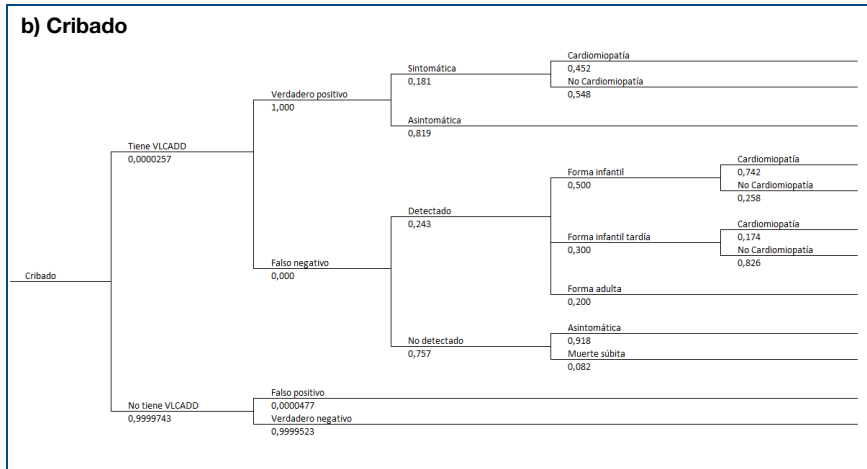 b) Cribado
Cardiomiopatía
0,452
Sintomática
0,181
No Cardiomiopatía
0,548
Verdadero positivo
1,000
Asintomática
0,819
Tiene VLCADD
0,0000257
Cardiomiopatía
0,742
Forma infantil
0,500
No Cardiomiopatía
0,258
Detectado
0,243
Cardiomiopatía
0,174
Forma infantil tardía
0,300
No Cardiomiopatía
0,826
Falso negativo
0,000
Cribado
Forma adulta
0,200
Asintomática
0,918
No detectado
0,757
Muerte súbita
0,082
Falso positivo
0,0000477
No tiene VLCADD
0,9999743
Verdadero negativo
0,9999523